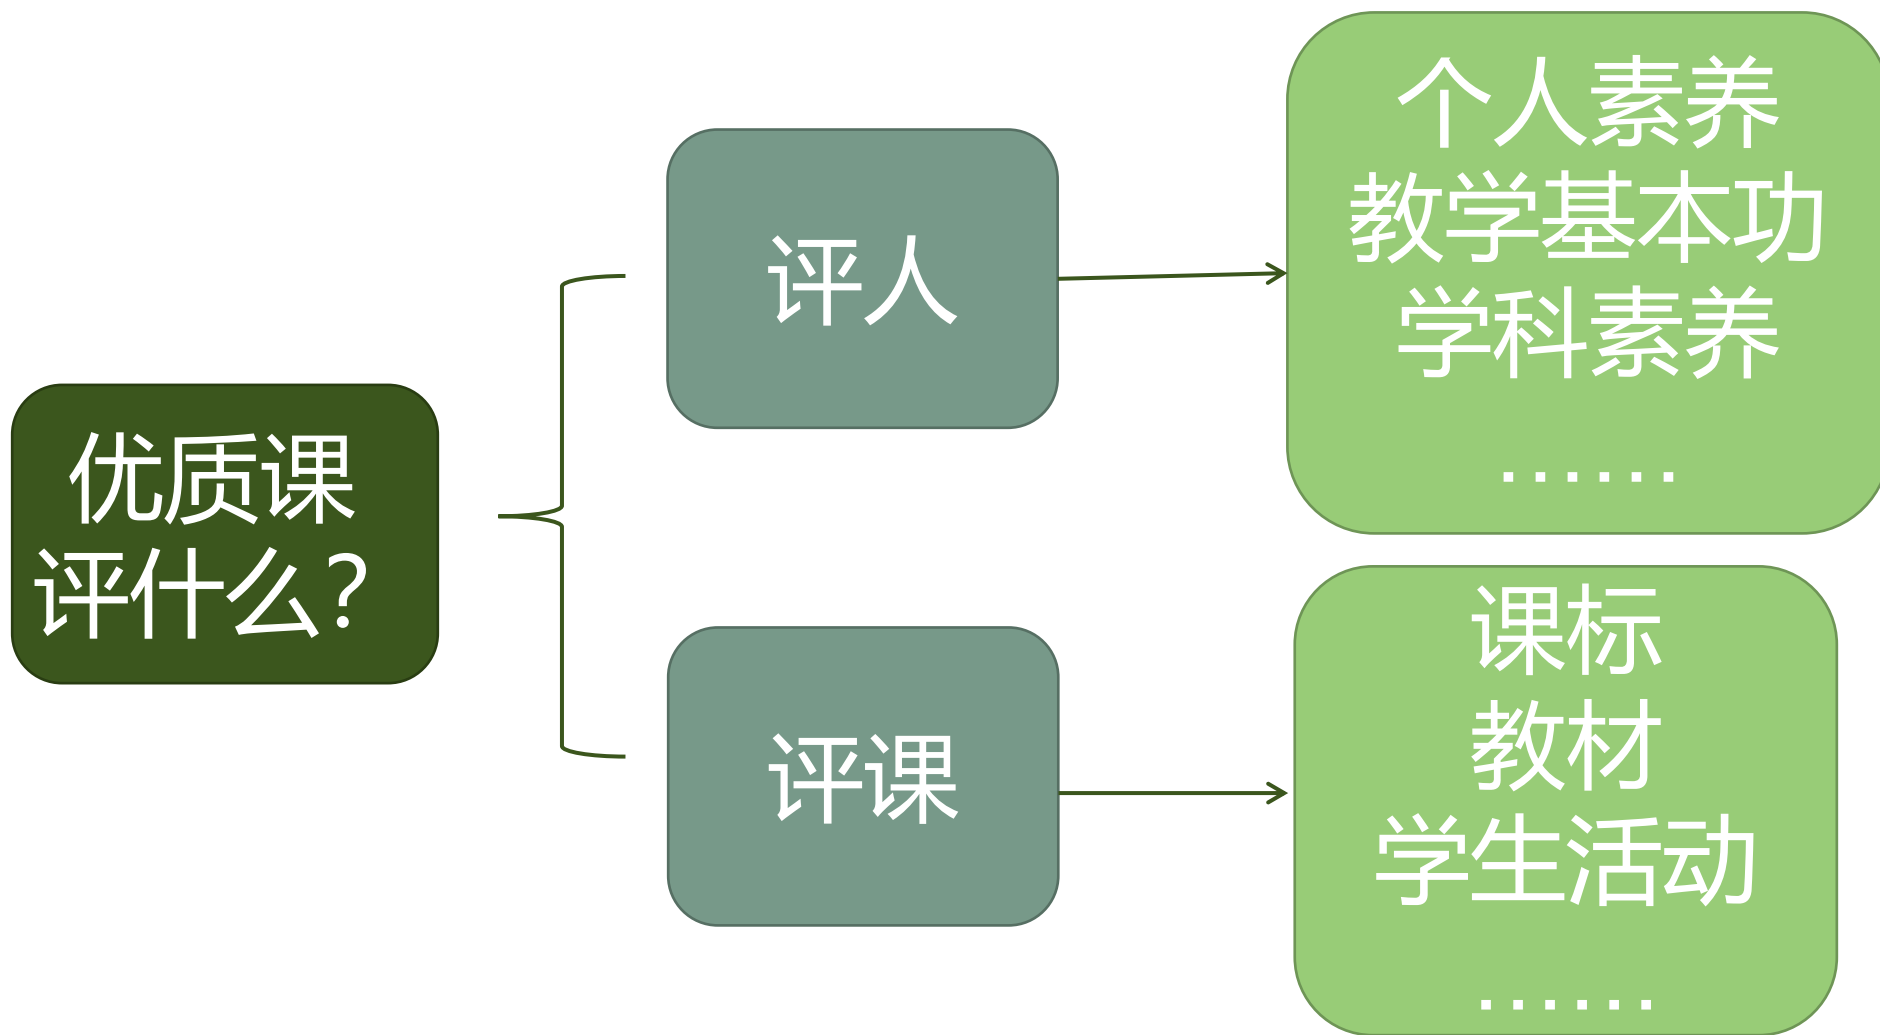 优质课
评什么？
评人
个人素养
教学基本功
学科素养
……
评课
课标
教材
学生活动
……